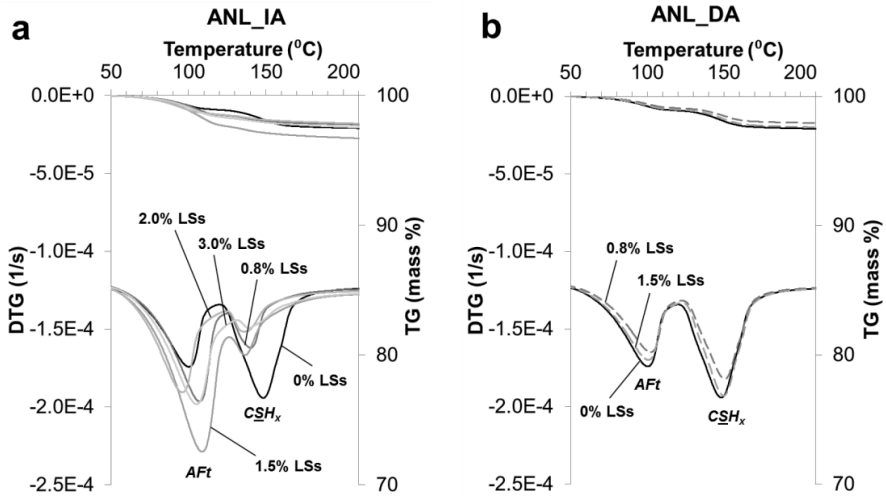 a
ANL_IA
Temperature (⁰C)
50 100 150 200
0.0E+0
-5.0E-5
-1.0E-4
-1.5E-4
-2.0E-4
-2.5E-4
DTG (1/s)
100
90
80
70
TG (mass %)
2.0% LSs
3.0% LSs
0.8% LSs
0% LSs
CS̲Hₓ
1.5% LSs
AFt
b
ANL_DA
Temperature (⁰C)
50 100 150 200
0.0E+0
-5.0E-5
-1.0E-4
-1.5E-4
-2.0E-4
-2.5E-4
DTG (1/s)
100
90
80
70
TG (mass %)
0.8% LSs
1.5% LSs
AFt
0% LSs
CS̲Hₓ